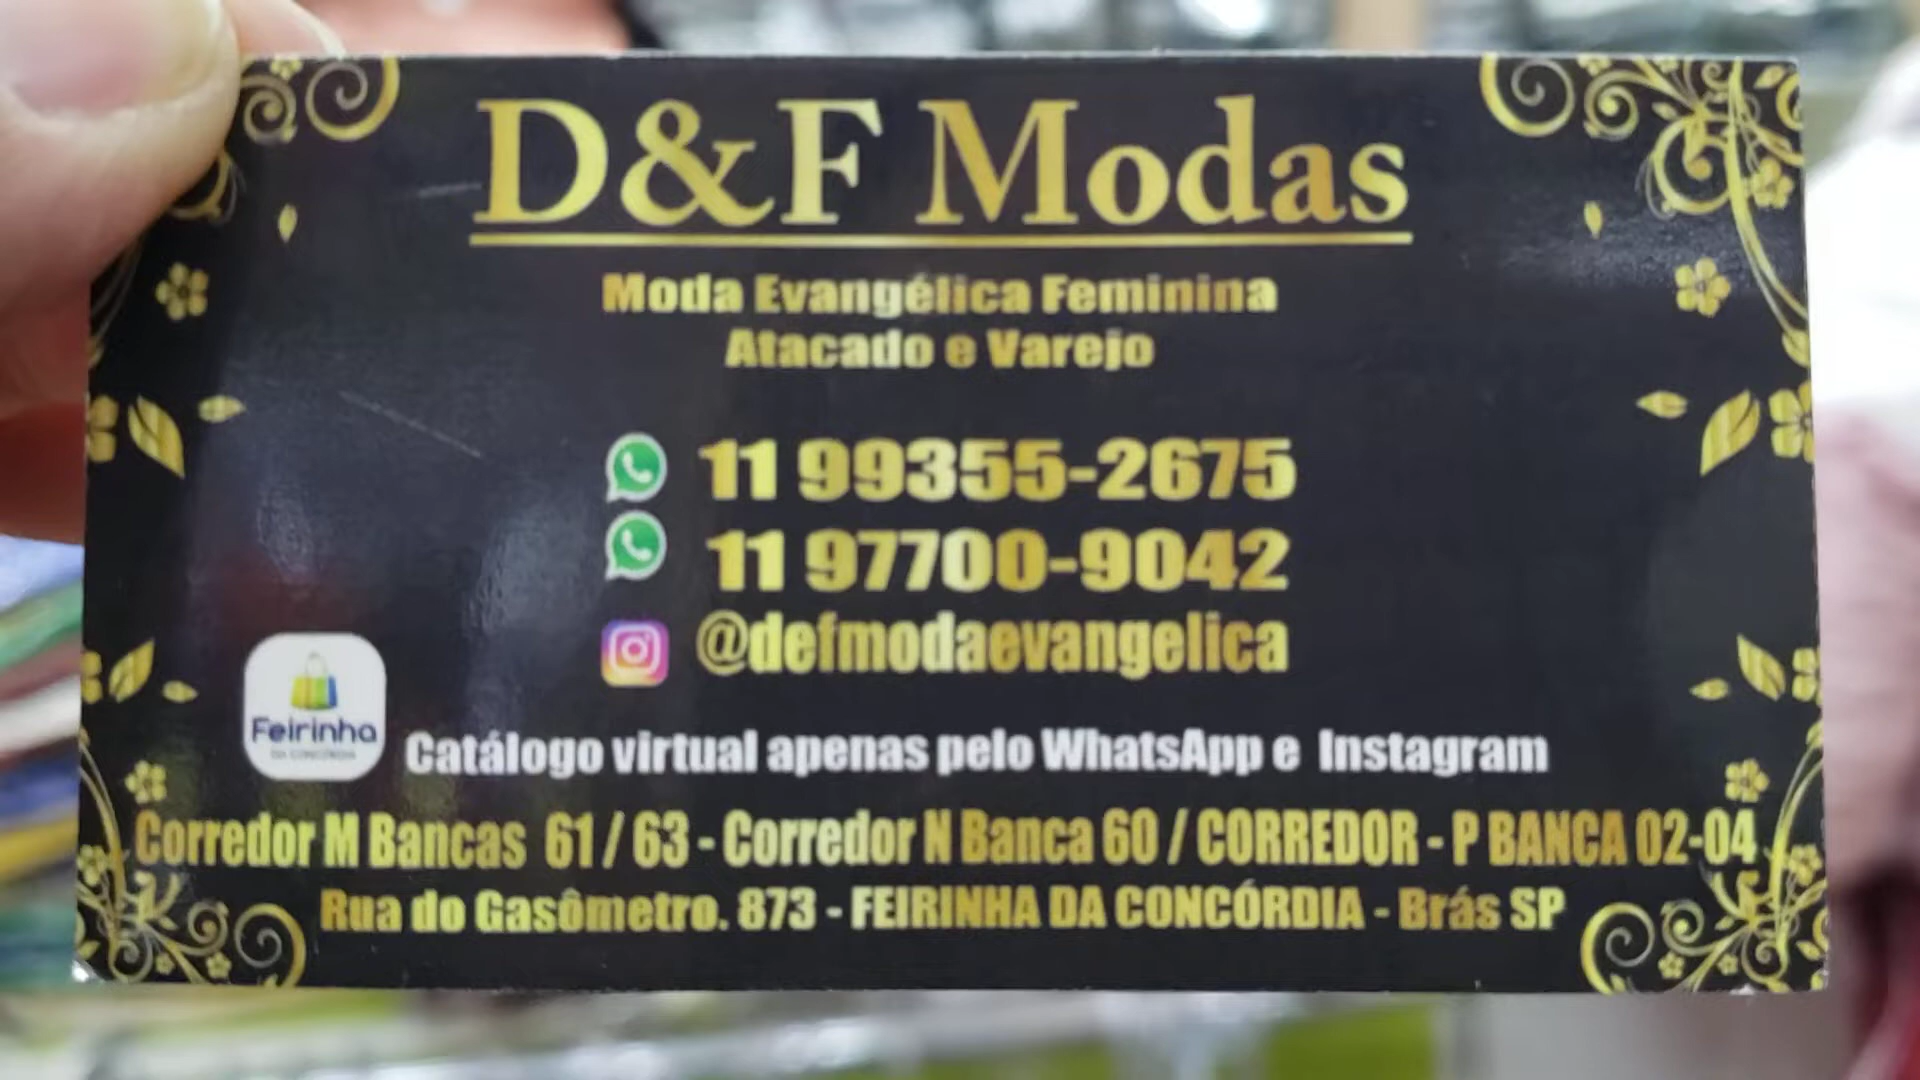 D&F Modas
Moda Evangélica Feminina
Atacado e Varejo
11 99355-2675
11 97700-9042
@defmodaevangelica
Feirinha
DA CONCÓRDIA
Catálogo virtual apenas pelo WhatsApp e Instagram
Corredor M Bancas 61 / 63 - Corredor N Banca 60 / CORREDOR - P BANCA 02-04
Rua do Gasômetro. 873 - FEIRINHA DA CONCÓRDIA - Brás SP